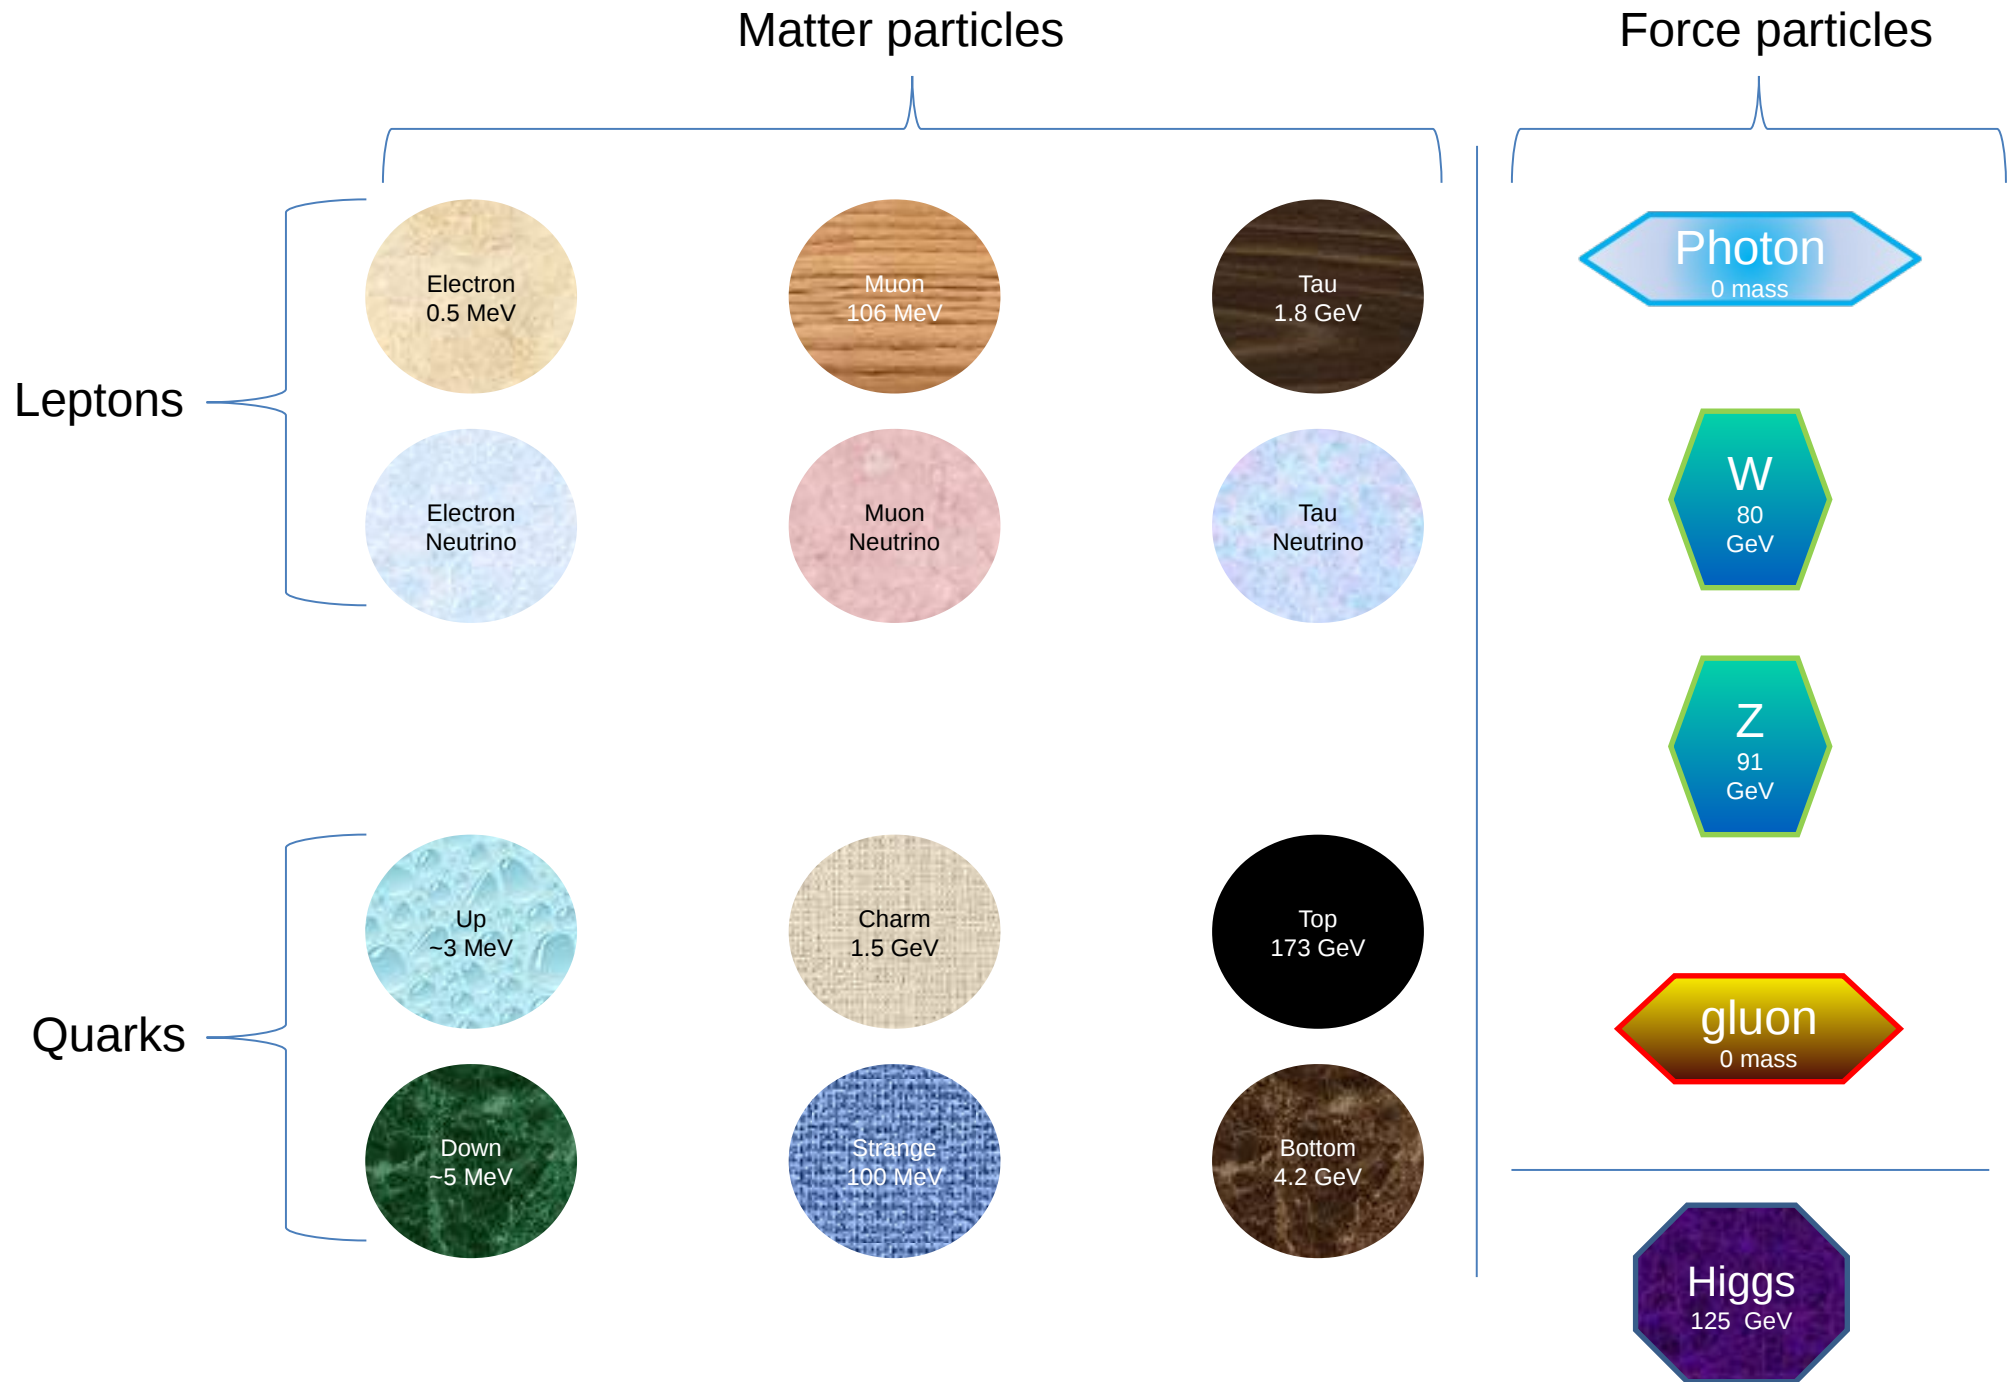 Matter particles
Force particles
Leptons
Electron
0.5 MeV
Muon
106 MeV
Tau
1.8 GeV
Photon
0 mass
Electron
Neutrino
Muon
Neutrino
Tau
Neutrino
W
80
GeV
Z
91
GeV
Quarks
Up
~3 MeV
Charm
1.5 GeV
Top
173 GeV
gluon
0 mass
Down
~5 MeV
Strange
100 MeV
Bottom
4.2 GeV
Higgs
125  GeV